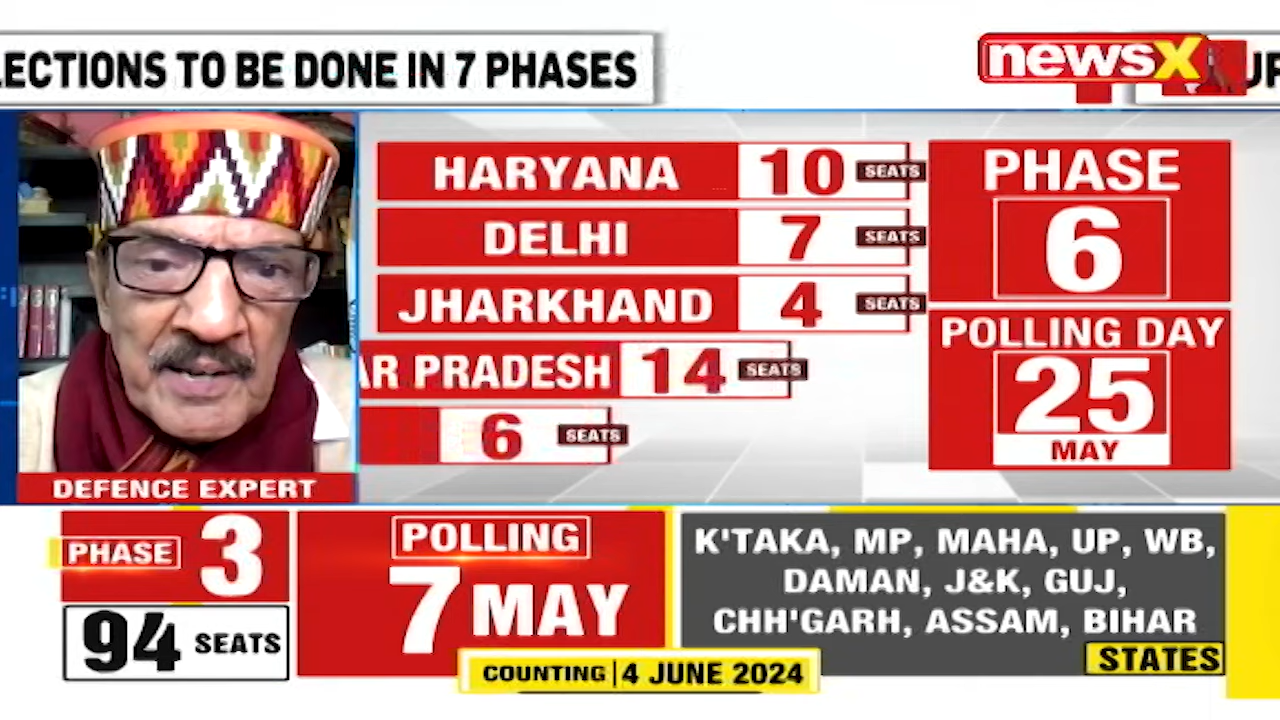 LECTIONS TO BE DONE IN 7 PHASES
newsX
UP
HARYANA 10 SEATS
DELHI 7 SEATS
JHARKHAND 4 SEATS
AR PRADESH 14 SEATS
6 SEATS
PHASE
6
POLLING DAY
25
MAY
DEFENCE EXPERT
PHASE 3
94 SEATS
POLLING
7 MAY
K'TAKA, MP, MAHA, UP, WB,
DAMAN, J&K, GUJ,
CHH'GARH, ASSAM, BIHAR
STATES
COUNTING | 4 JUNE 2024